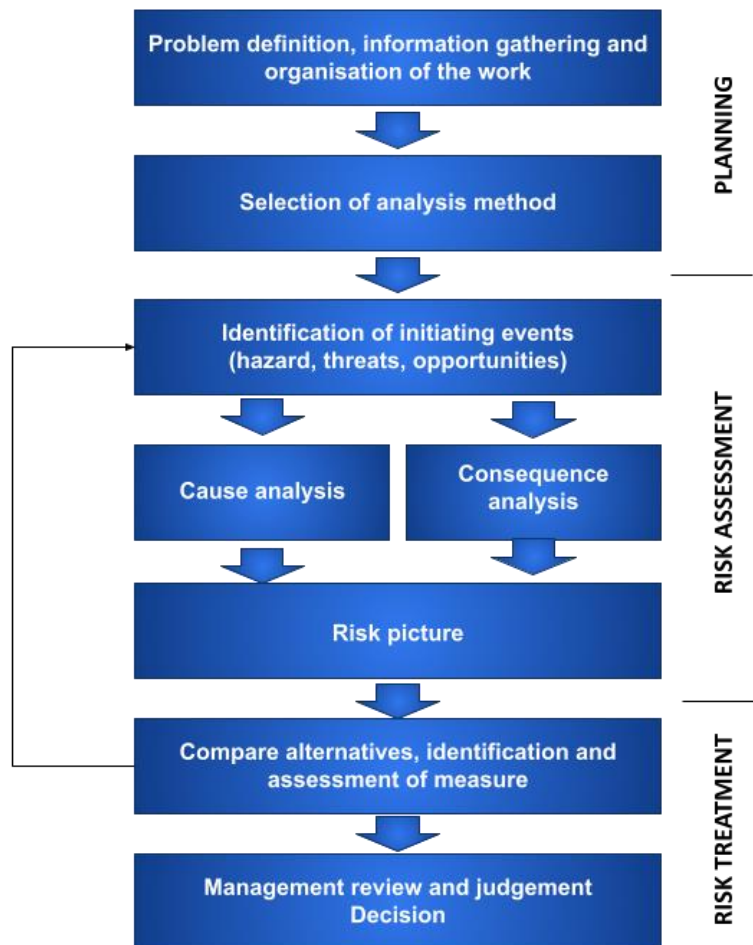 Problem definition, information gathering and
organisation of the work
PLANNING
Selection of analysis method
Identification of initiating events
(hazard, threats, opportunities)
RISK ASSESSMENT
Cause analysis
Consequence
analysis
Risk picture
Compare alternatives, identification and
assessment of measure
RISK TREATMENT
Management review and judgement
Decision